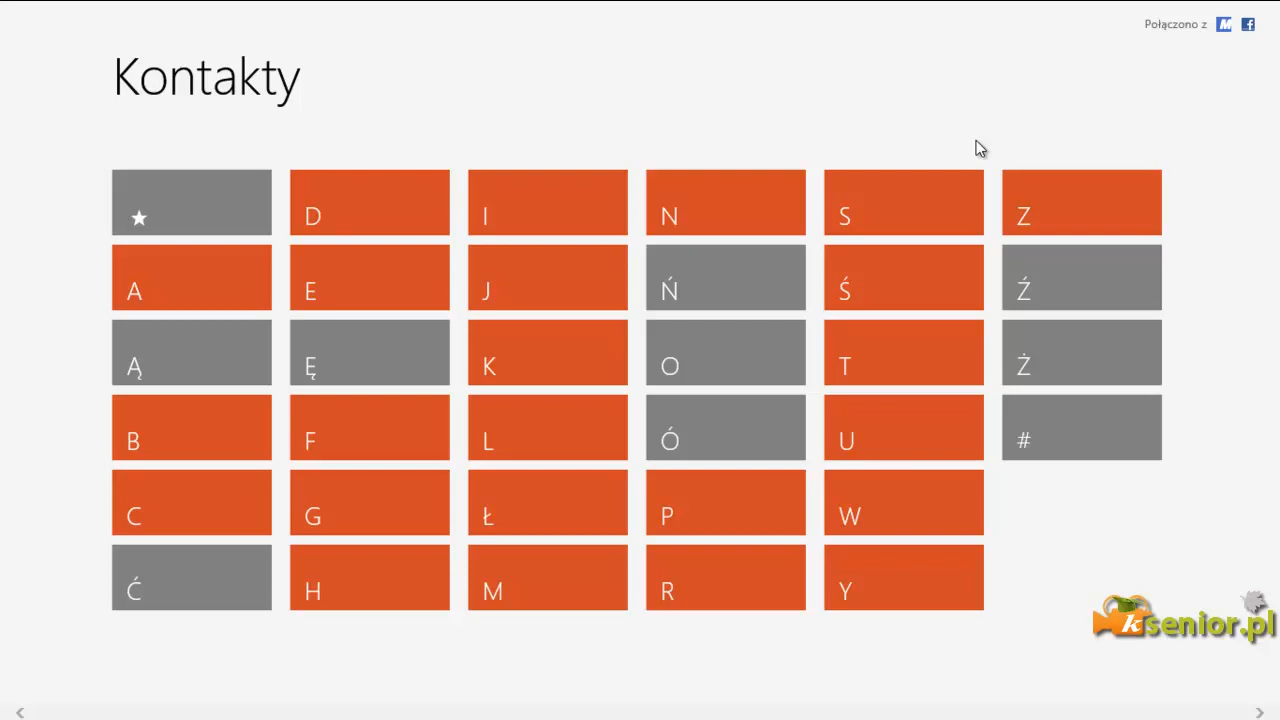 Połączono z
Kontakty
★ D I N S Z
A E J Ń Ś Ź
Ą Ę K O T Ż
B F L Ó U #
C G Ł P W
Ć H M R Y
ksenior.pl